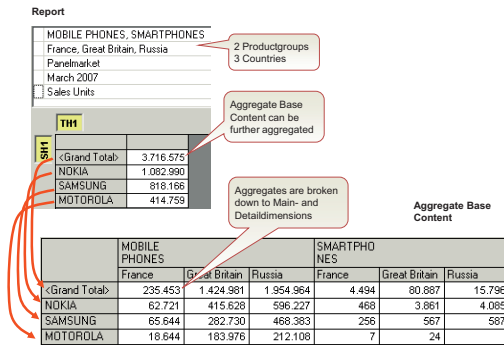 Report
MOBILE PHONES, SMARTPHONES
France, Great Britain, Russia
Panelmarket
March 2007
Sales Units
2 Productgroups
3 Countries
TH1
Aggregate Base
Content can be
further aggregated
SH1
<Grand Total> 3.716.575
NOKIA 1.082.990
SAMSUNG 818.166
MOTOROLA 414.759
Aggregates are broken
down to Main- and
Detaildimensions
Aggregate Base
Content
MOBILE PHONES SMARTPHO NES
France Great Britain Russia France Great Britain Russia
<Grand Total> 235.453 1.424.981 1.954.964 4.494 80.887 15.796
NOKIA 62.721 415.628 596.227 468 3.861 4.085
SAMSUNG 65.644 282.730 468.383 256 567 587
MOTOROLA 18.644 183.976 212.108 7 24